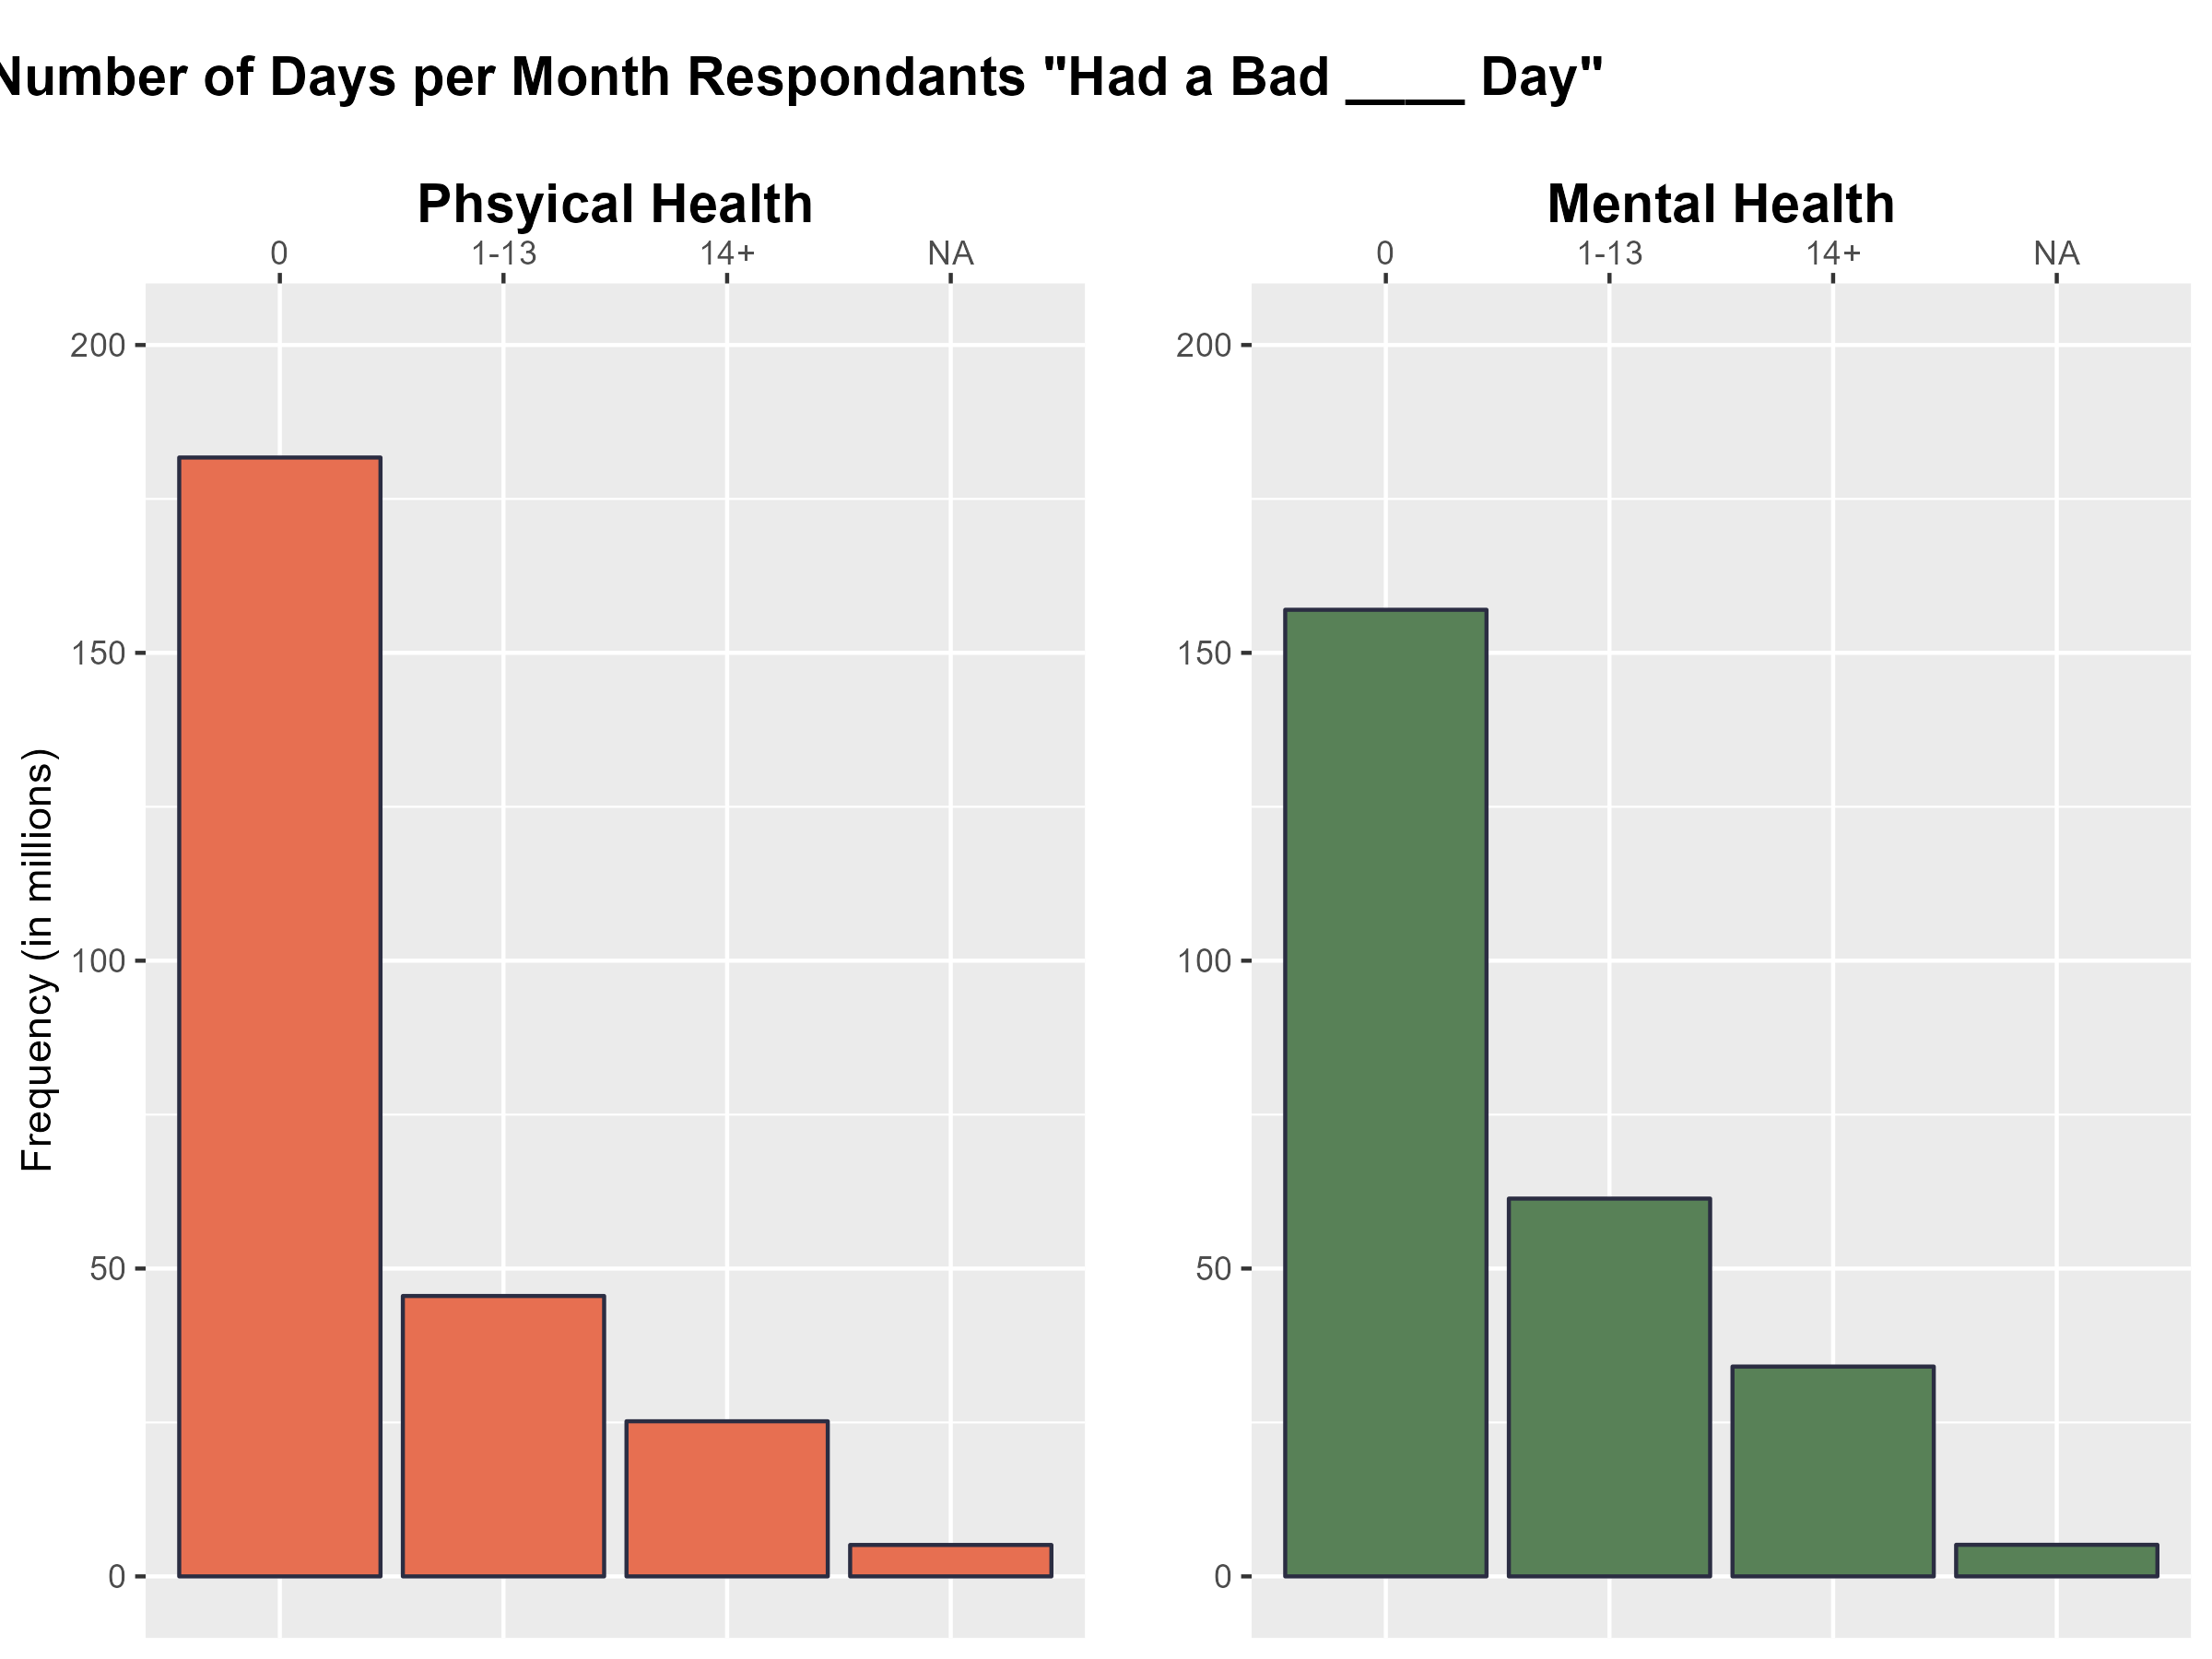 Number of Days per Month Respondants "Had a Bad ____ Day"
Phsyical Health
0 1-13 14+ NA
200
150
100
50
0
Frequency (in millions)
Mental Health
0 1-13 14+ NA
200
150
100
50
0